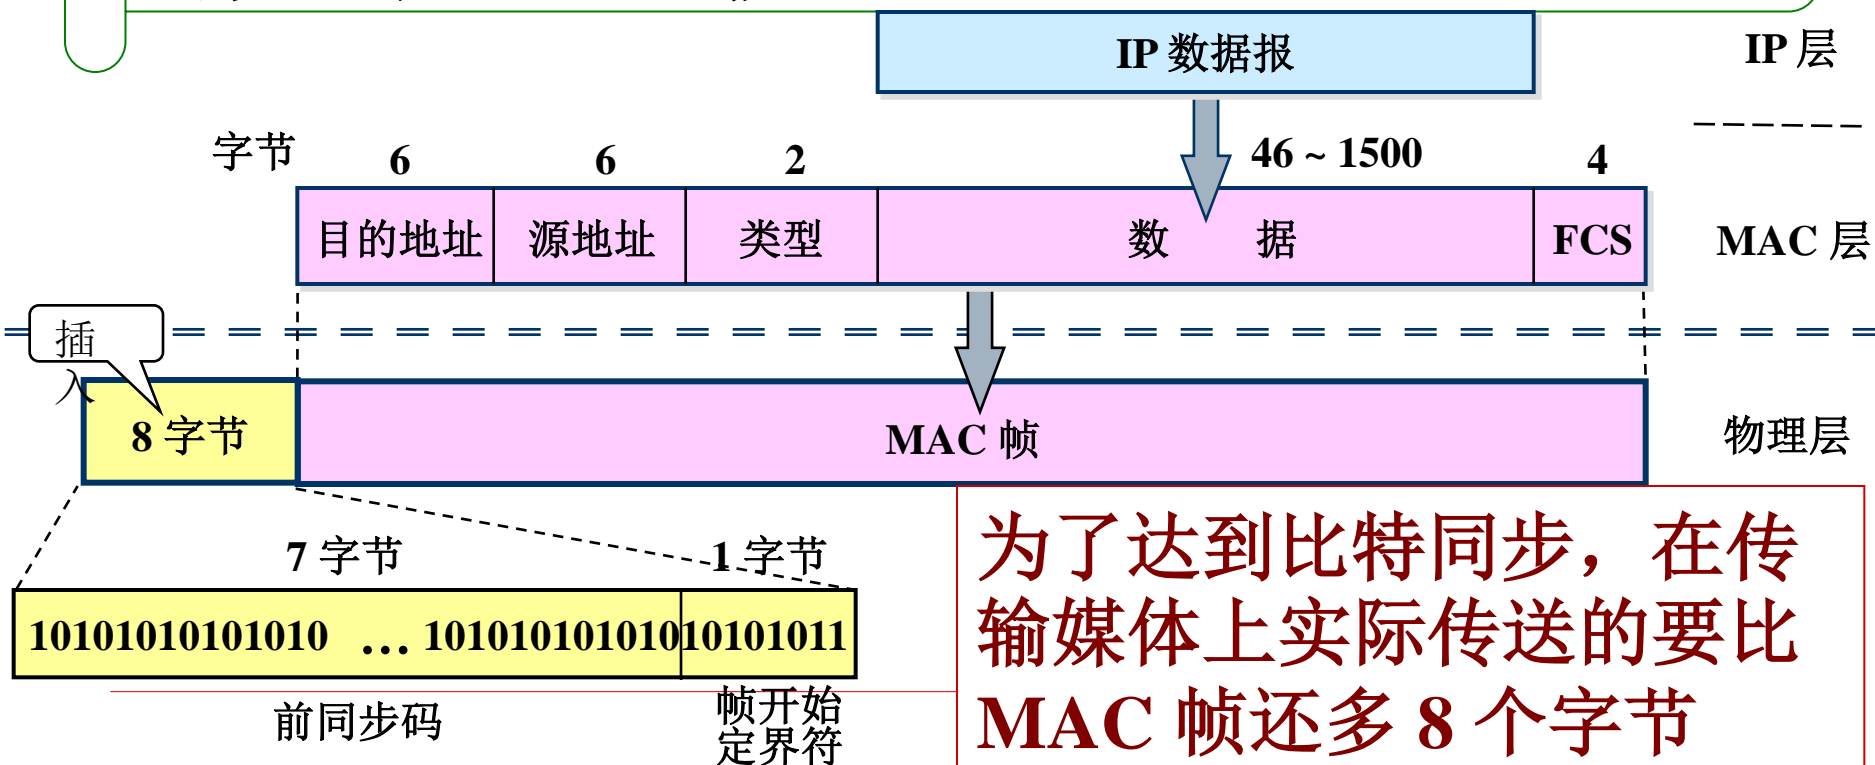 IP 数据报
IP 层
字节
6
6
2
46 ~ 1500
4
目的地址
源地址
类型
数 据
FCS
MAC 层
插
入
8 字节
MAC 帧
物理层
7 字节
1 字节
10101010101010 … 101010101010
10101011
前同步码
帧开始
定界符
为了达到比特同步，在传
输媒体上实际传送的要比
MAC 帧还多 8 个字节